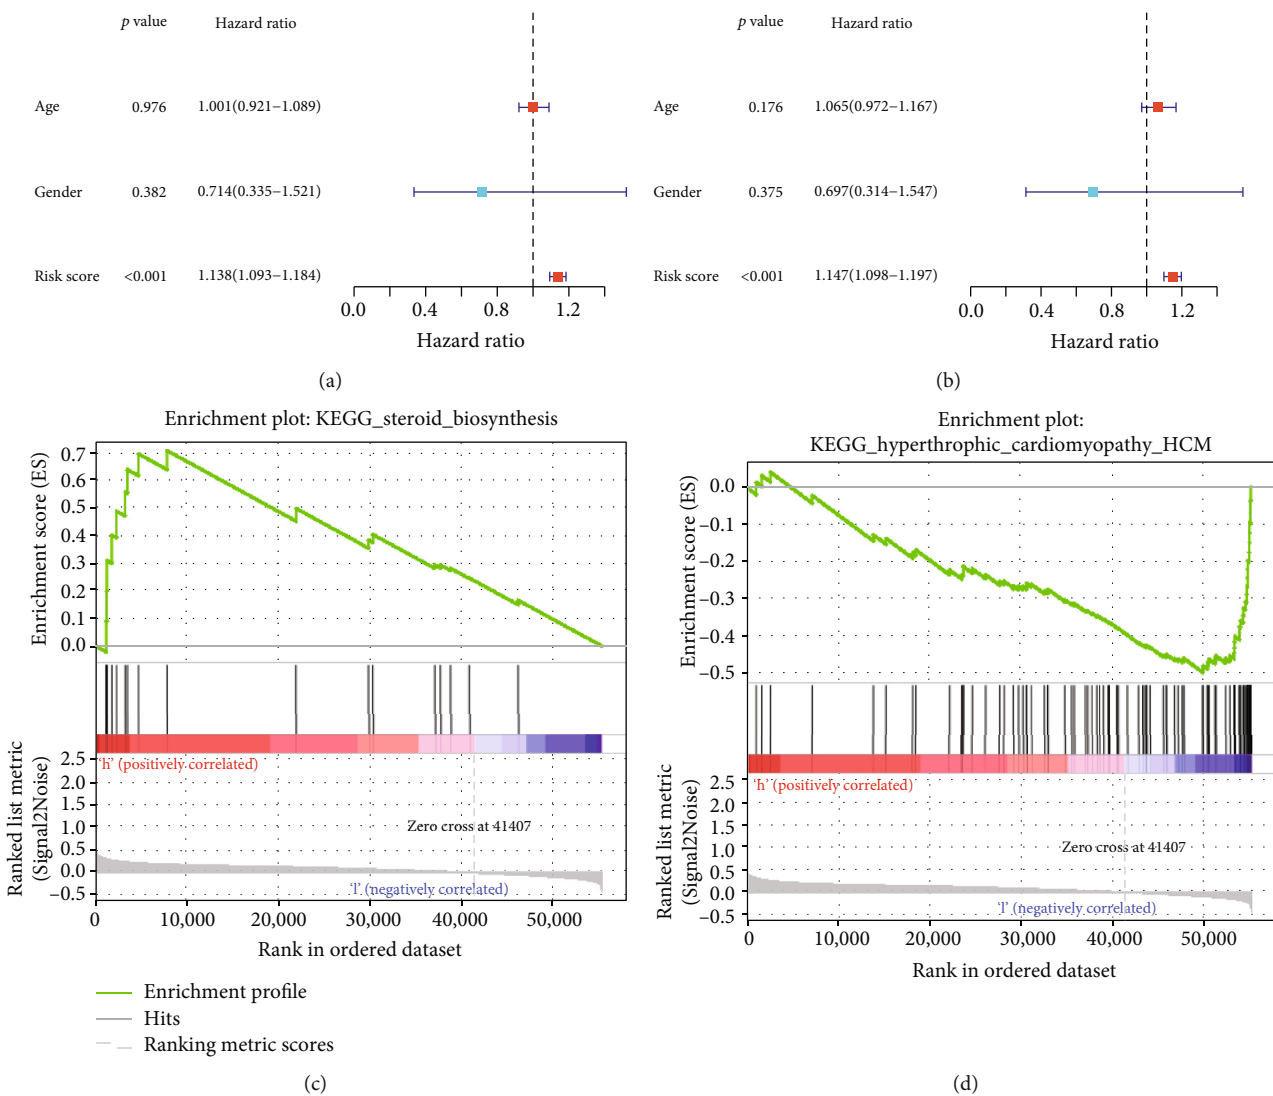 p value Hazard ratio
Age 0.976 1.001(0.921−1.089)
Gender 0.382 0.714(0.335−1.521)
Risk score <0.001 1.138(1.093−1.184)
0.0 0.4 0.8 1.2
Hazard ratio
(a)
p value Hazard ratio
Age 0.176 1.065(0.972−1.167)
Gender 0.375 0.697(0.314−1.547)
Risk score <0.001 1.147(1.098−1.197)
0.0 0.4 0.8 1.2
Hazard ratio
(b)
Enrichment plot: KEGG_steroid_biosynthesis
Enrichment score (ES)
0.7
0.6
0.5
0.4
0.3
0.2
0.1
0.0
Ranked list metric
(Signal2Noise)
2.5
2.0
1.5
1.0
0.5
0.0
−0.5
'h' (positively correlated)
Zero cross at 41407
'l' (negatively correlated)
0 10,000 20,000 30,000 40,000 50,000
Rank in ordered dataset
Enrichment profile
Hits
Ranking metric scores
(c)
Enrichment plot:
KEGG_hyperthrophic_cardiomyopathy_HCM
Enrichment score (ES)
0.0
−0.1
−0.2
−0.3
−0.4
−0.5
Ranked list metric
(Signal2Noise)
2.5
2.0
1.5
1.0
0.5
0.0
−0.5
'h' (positively correlated)
Zero cross at 41407
'l' (negatively correlated)
0 10,000 20,000 30,000 40,000 50,000
Rank in ordered dataset
(d)